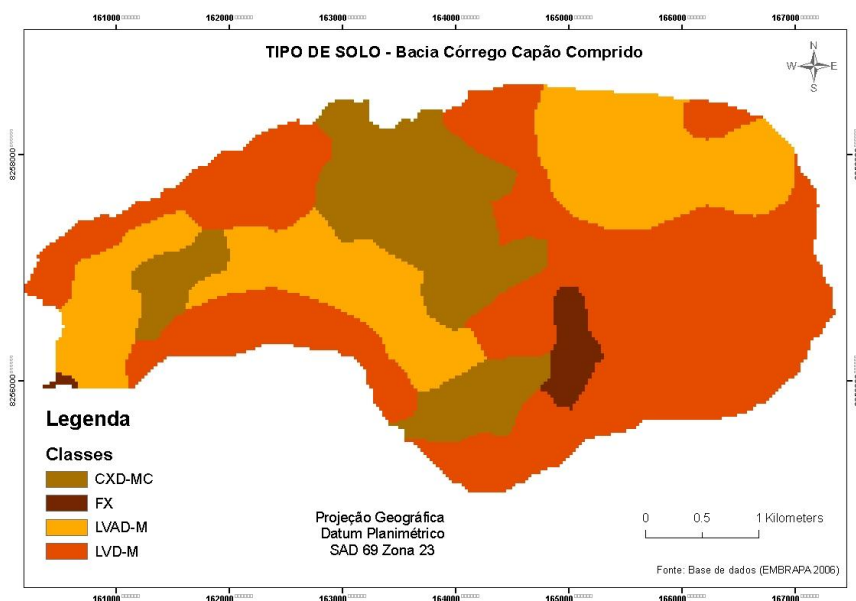 161000 162000 163000 164000 165000 166000 167000
TIPO DE SOLO - Bacia Córrego Capão Comprido
N
W E
S
8258000
8256000
Legenda
Classes
CXD-MC
FX
LVAD-M
LVD-M
Projeção Geográfica
Datum Planimétrico
SAD 69 Zona 23
0 0.5 1 Kilometers
Fonte: Base de dados (EMBRAPA 2006)
161000 162000 163000 164000 165000 166000 167000